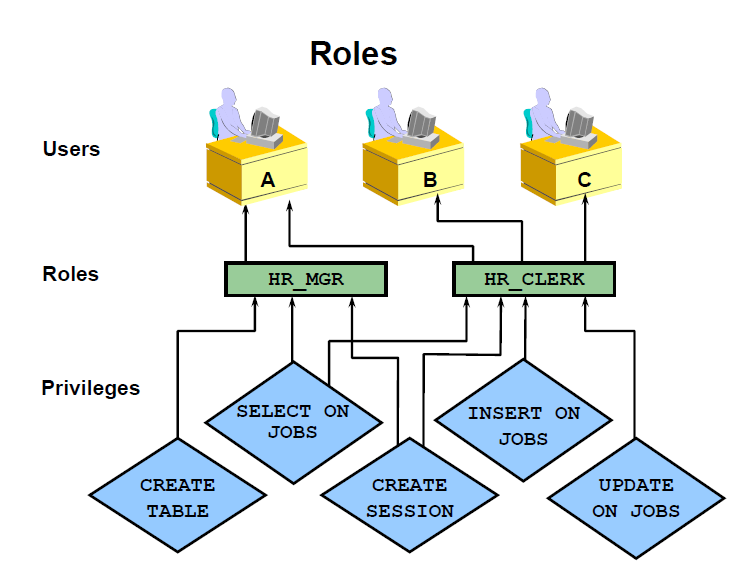 Roles
Users
A
B
C
Roles
HR_MGR
HR_CLERK
Privileges
SELECT ON
JOBS
INSERT ON
JOBS
CREATE
TABLE
CREATE
SESSION
UPDATE
ON JOBS